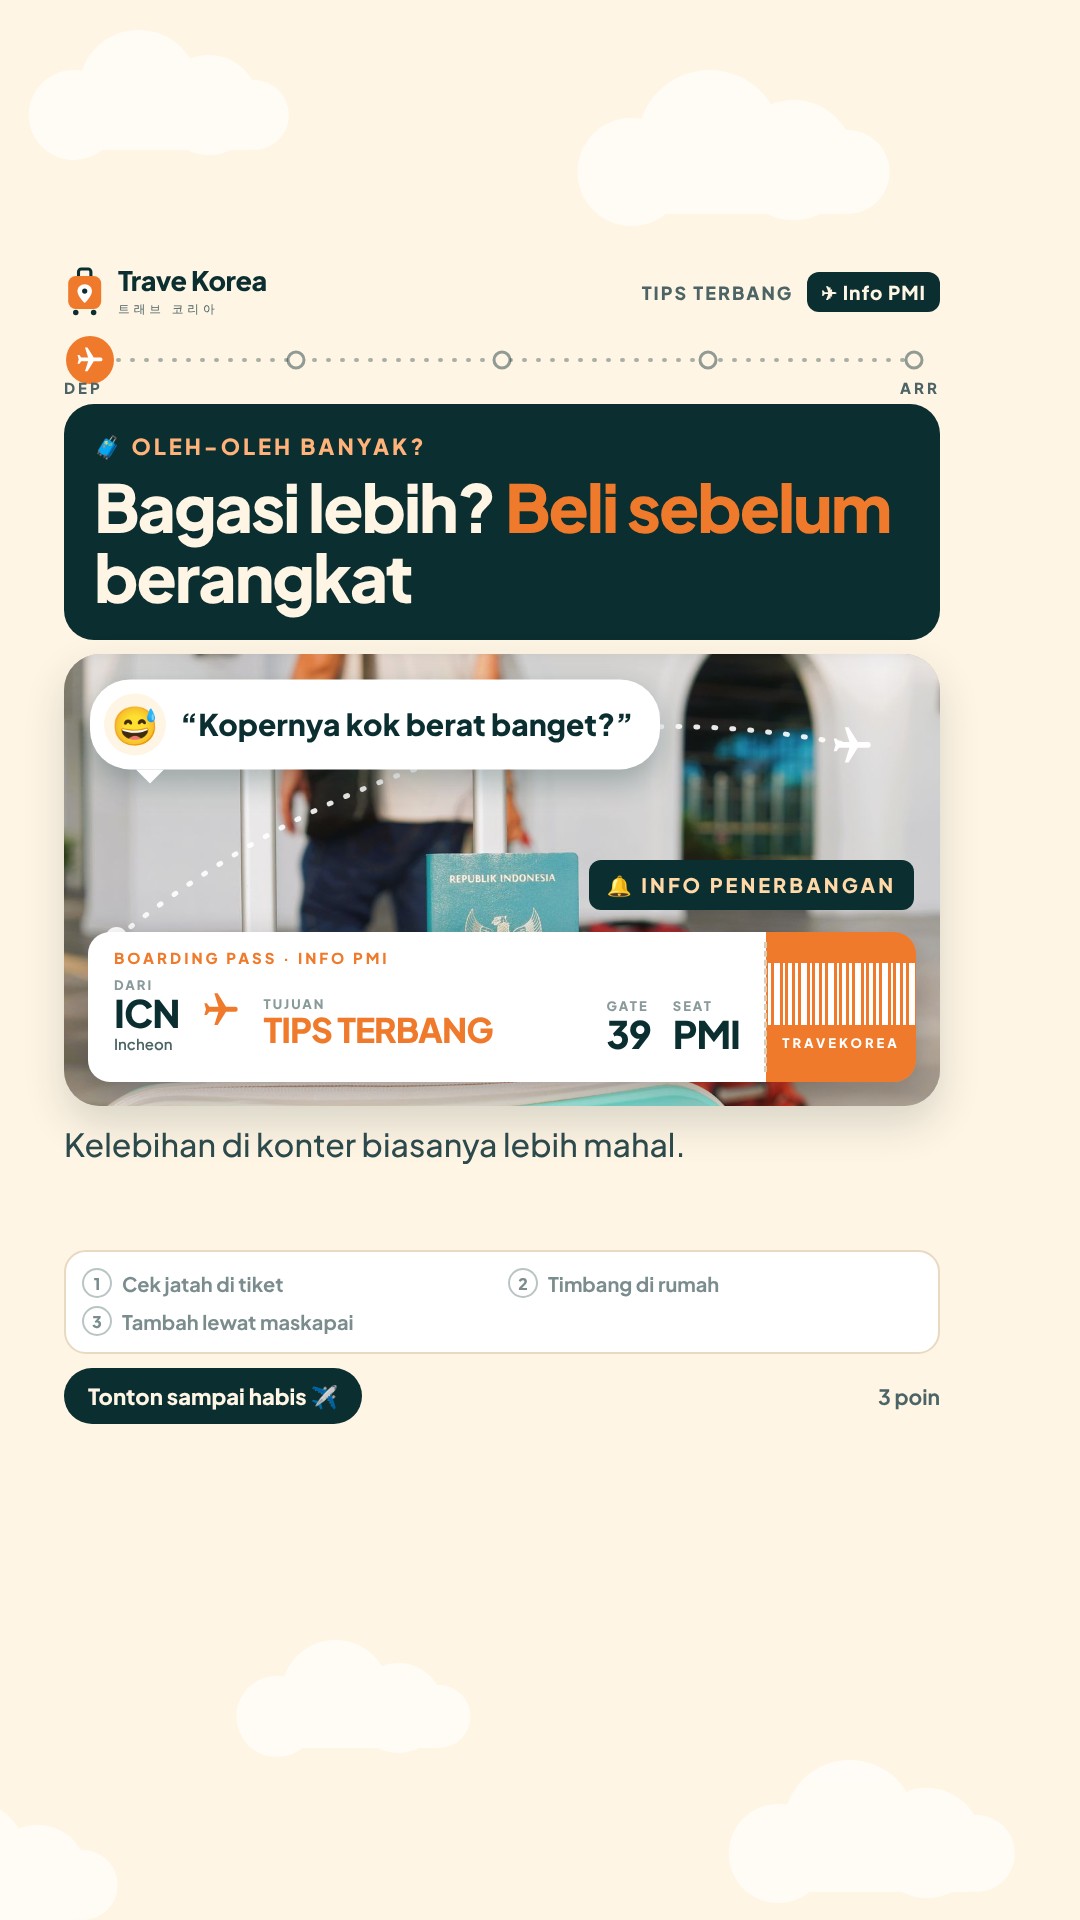 Trave Korea
트래브 코리아
TIPS TERBANG
✈ Info PMI
DEP
ARR
🧳 OLEH-OLEH BANYAK?
Bagasi lebih? Beli sebelum
berangkat
😅 “Kopernya kok berat banget?”
REPUBLIK INDONESIA
🔔 INFO PENERBANGAN
BOARDING PASS · INFO PMI
DARI
ICN
Incheon
TUJUAN
TIPS TERBANG
GATE
39
SEAT
PMI
TRAVEKOREA
Kelebihan di konter biasanya lebih mahal.
1 Cek jatah di tiket
2 Timbang di rumah
3 Tambah lewat maskapai
Tonton sampai habis ✈️
3 poin